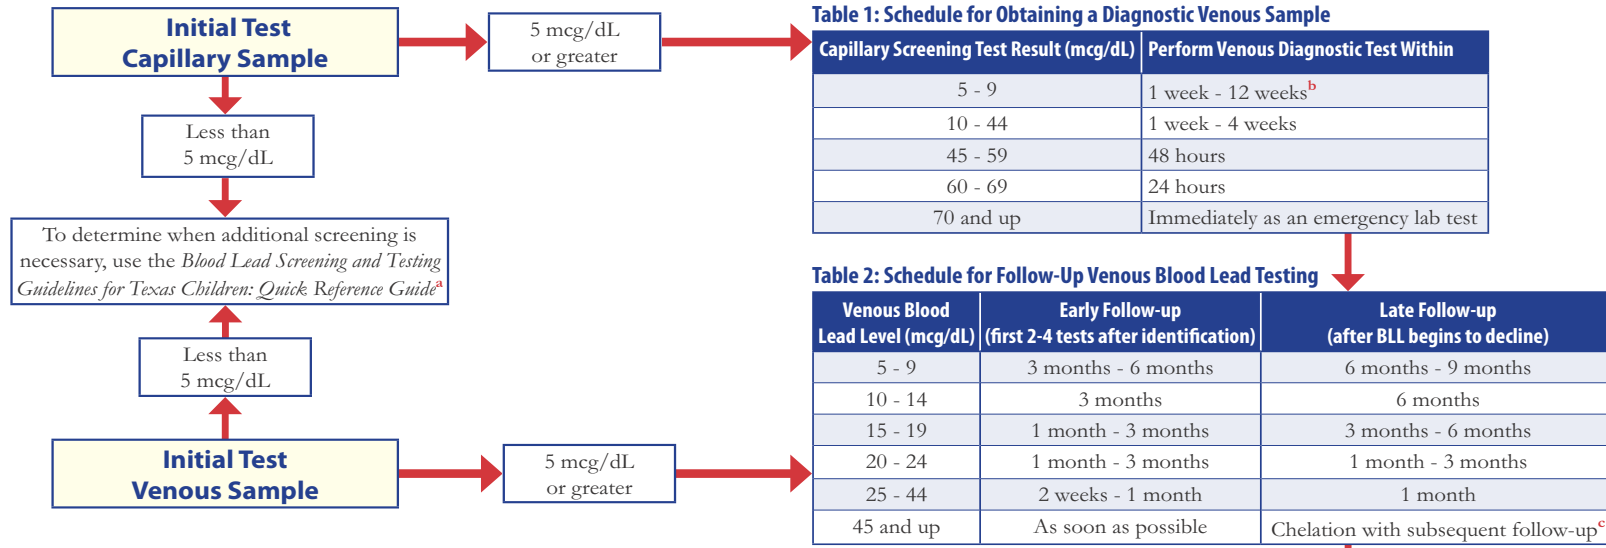 Initial Test
Capillary Sample
5 mcg/dL
or greater
Less than
5 mcg/dL
To determine when additional screening is
necessary, use the Blood Lead Screening and Testing
Guidelines for Texas Children: Quick Reference Guideᵃ
Less than
5 mcg/dL
Initial Test
Venous Sample
5 mcg/dL
or greater
Table 1: Schedule for Obtaining a Diagnostic Venous Sample
Capillary Screening Test Result (mcg/dL) Perform Venous Diagnostic Test Within
5 - 9 1 week - 12 weeksᵇ
10 - 44 1 week - 4 weeks
45 - 59 48 hours
60 - 69 24 hours
70 and up Immediately as an emergency lab test
Table 2: Schedule for Follow-Up Venous Blood Lead Testing
Venous Blood Early Follow-up Late Follow-up
Lead Level (mcg/dL) (first 2-4 tests after identification) (after BLL begins to decline)
5 - 9 3 months - 6 months 6 months - 9 months
10 - 14 3 months 6 months
15 - 19 1 month - 3 months 3 months - 6 months
20 - 24 1 month - 3 months 1 month - 3 months
25 - 44 2 weeks - 1 month 1 month
45 and up As soon as possible Chelation with subsequent follow-upᶜ